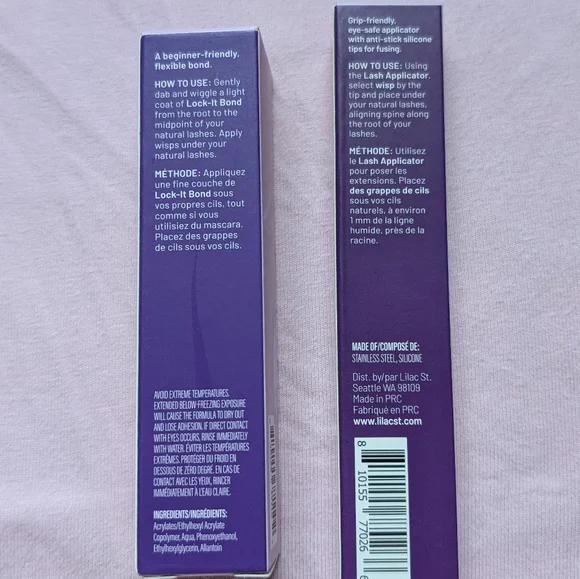 A beginner-friendly,
flexible bond.
HOW TO USE: Gently
dab and wiggle a light
coat of Lock-It Bond
from the root to the
midpoint of your
natural lashes. Apply
wisps under your
natural lashes.
MÉTHODE: Appliquez
une fine couche de
Lock-It Bond sous
vos propres cils, tout
comme si vous
utilisiez du mascara.
Placez des grappes
de cils sous vos cils.
AVOID EXTREME TEMPERATURES.
EXTENDED BELOW-FREEZING EXPOSURE
WILL CAUSE THE FORMULA TO DRY OUT
AND LOSE ADHESION. IF DIRECT CONTACT
WITH EYES OCCURS, RINSE IMMEDIATELY
WITH WATER. ÉVITER LES TEMPÉRATURES
EXTRÊMES. PROTÉGER DU FROID EN
DESSOUS DE ZÉRO DEGRÉ. EN CAS DE
CONTACT AVEC LES YEUX, RINCER
IMMÉDIATEMENT À L'EAU CLAIRE.
INGREDIENTS/INGRÉDIENTS:
Acrylates/Ethylhexyl Acrylate
Copolymer, Aqua, Phenoxyethanol,
Ethylhexylglycerin, Allantoin
Grip-friendly,
eye-safe applicator
with anti-stick silicone
tips for fusing.
HOW TO USE: Using
the Lash Applicator,
select wisp by the
tip and place under
your natural lashes,
aligning spine along
the root of your
lashes.
MÉTHODE: Utilisez
le Lash Applicator
pour poser les
extensions. Placez
des grappes de cils
sous vos cils
naturels, à environ
1 mm de la ligne
humide, près de la
racine.
MADE OF/COMPOSÉ DE:
STAINLESS STEEL, SILICONE
Dist. by/par Lilac St.
Seattle WA 98109
Made in PRC
Fabriqué en PRC
www.lilacst.com
8 10155 77026 6